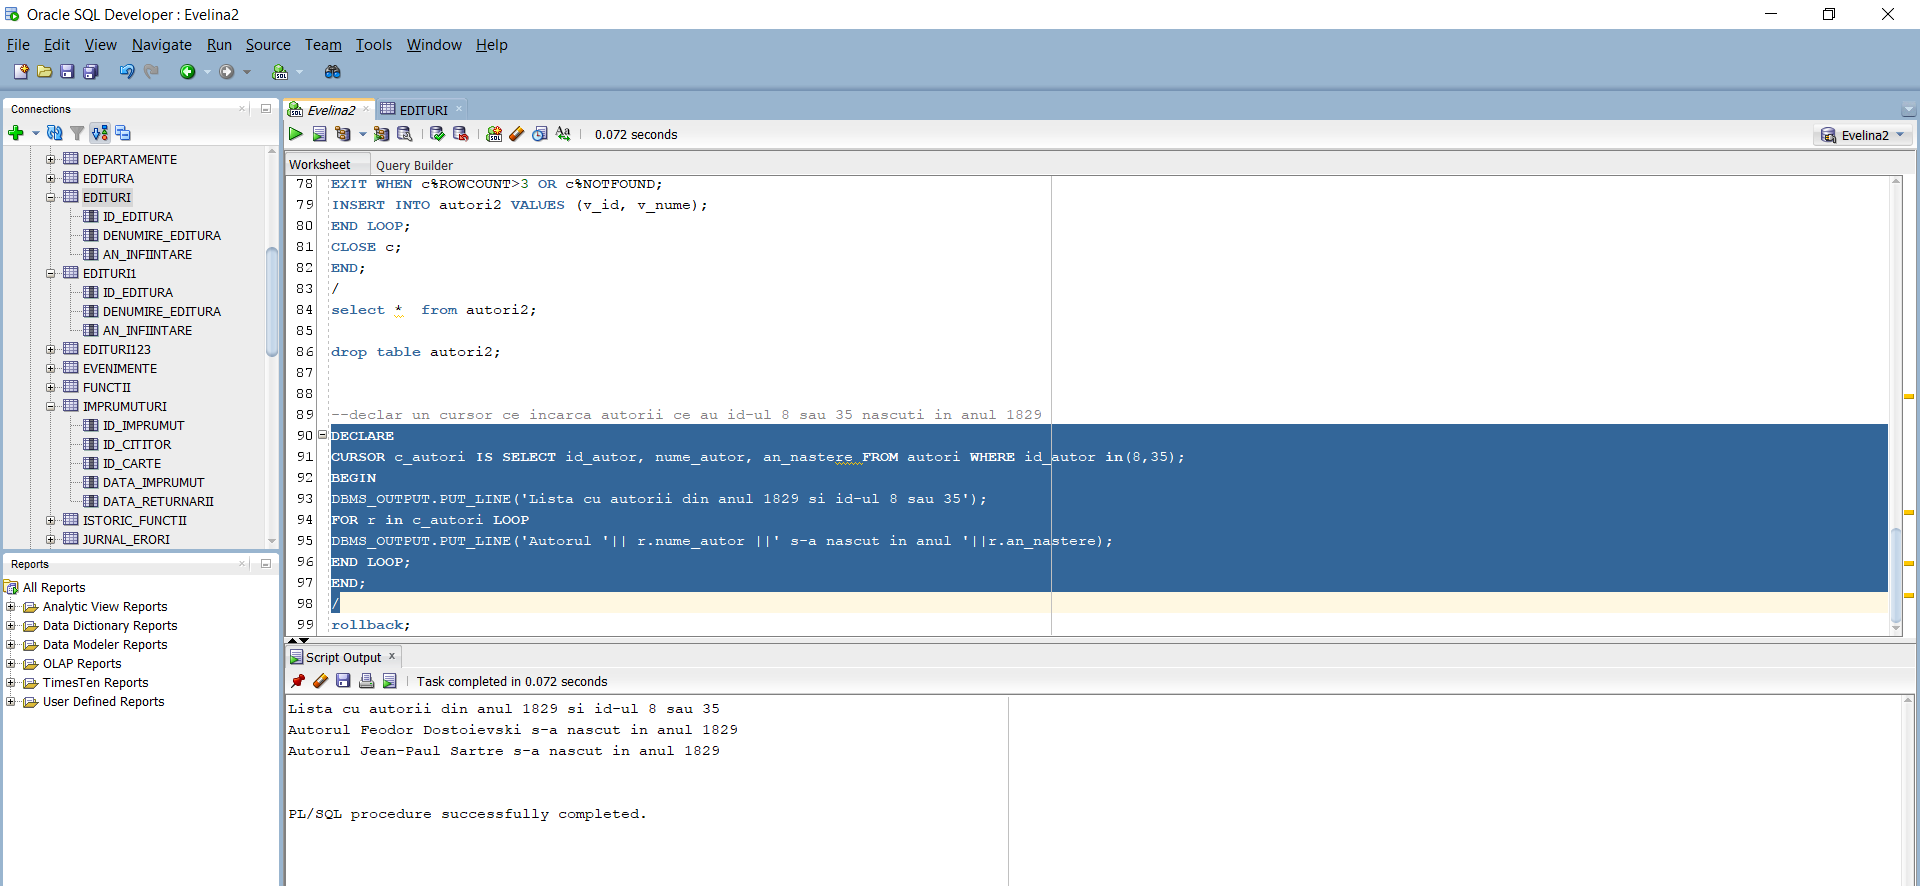 Oracle SQL Developer : Evelina2
File Edit View Navigate Run Source Team Tools Window Help
Connections
DEPARTAMENTE
EDITURA
EDITURI
ID_EDITURA
DENUMIRE_EDITURA
AN_INFIINTARE
EDITURI1
ID_EDITURA
DENUMIRE_EDITURA
AN_INFIINTARE
EDITURI123
EVENIMENTE
FUNCTII
IMPRUMUTURI
ID_IMPRUMUT
ID_CITITOR
ID_CARTE
DATA_IMPRUMUT
DATA_RETURNARII
ISTORIC_FUNCTII
JURNAL_ERORI
Reports
All Reports
Analytic View Reports
Data Dictionary Reports
Data Modeler Reports
OLAP Reports
TimesTen Reports
User Defined Reports
Evelina2 EDITURI
0.072 seconds
Evelina2
Worksheet Query Builder
78 EXIT WHEN c%ROWCOUNT>3 OR c%NOTFOUND;
79 INSERT INTO autori2 VALUES (v_id, v_nume);
80 END LOOP;
81 CLOSE c;
82 END;
83 /
84 select *  from autori2;
85
86 drop table autori2;
87
88
89 --declar un cursor ce incarca autorii ce au id-ul 8 sau 35 nascuti in anul 1829
90 DECLARE
91 CURSOR c_autori IS SELECT id_autor, nume_autor, an_nastere FROM autori WHERE id_autor in(8,35);
92 BEGIN
93 DBMS_OUTPUT.PUT_LINE('Lista cu autorii din anul 1829 si id-ul 8 sau 35');
94 FOR r in c_autori LOOP
95 DBMS_OUTPUT.PUT_LINE('Autorul '|| r.nume_autor ||' s-a nascut in anul '||r.an_nastere);
96 END LOOP;
97 END;
98 /
99 rollback;
Script Output
Task completed in 0.072 seconds
Lista cu autorii din anul 1829 si id-ul 8 sau 35
Autorul Feodor Dostoievski s-a nascut in anul 1829
Autorul Jean-Paul Sartre s-a nascut in anul 1829
PL/SQL procedure successfully completed.